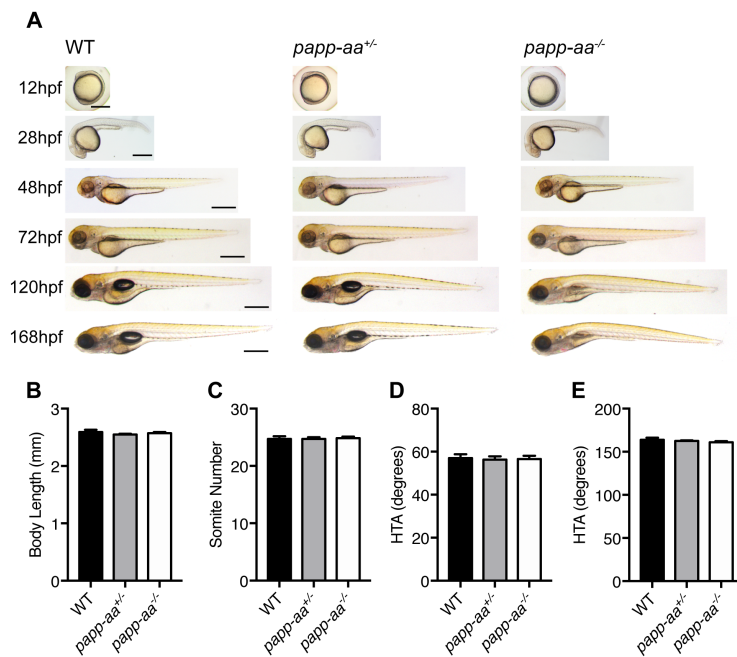 A
WT
papp-aa+/-
papp-aa-/-
12hpf
28hpf
48hpf
72hpf
120hpf
168hpf
B
Body Length (mm)
3
2
1
0
WT
papp-aa+/-
papp-aa-/-
C
Somite Number
30
20
10
0
WT
papp-aa+/-
papp-aa-/-
D
HTA (degrees)
80
60
40
20
0
WT
papp-aa+/-
papp-aa-/-
E
HTA (degrees)
200
150
100
50
0
WT
papp-aa+/-
papp-aa-/-